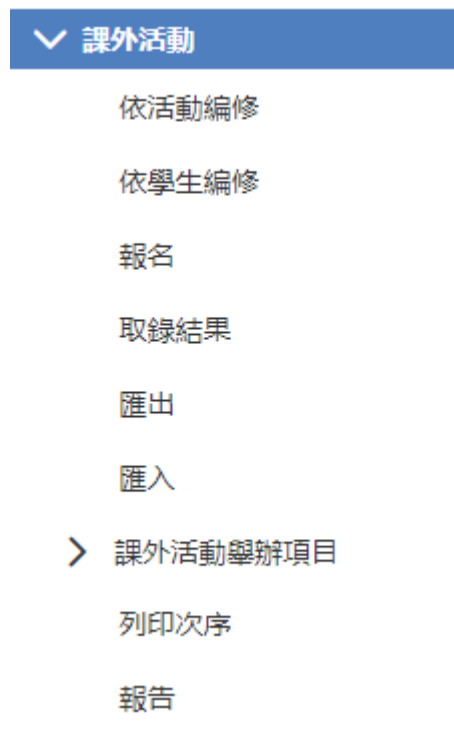 課外活動
依活動編修
依學生編修
報名
取錄結果
匯出
匯入
課外活動舉辦項目
列印次序
報告